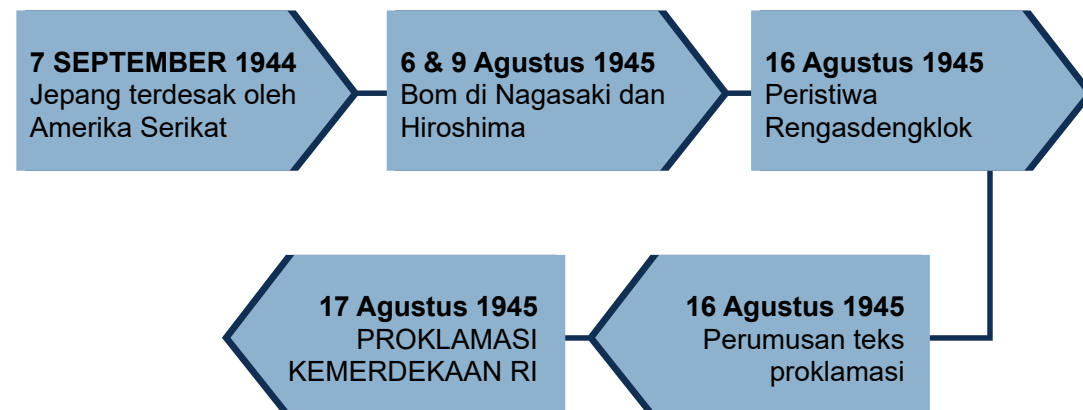 7 SEPTEMBER 1944
Jepang terdesak oleh
Amerika Serikat
6 & 9 Agustus 1945
Bom di Nagasaki dan
Hiroshima
16 Agustus 1945
Peristiwa
Rengasdengklok
16 Agustus 1945
Perumusan teks
proklamasi
17 Agustus 1945
PROKLAMASI
KEMERDEKAAN RI